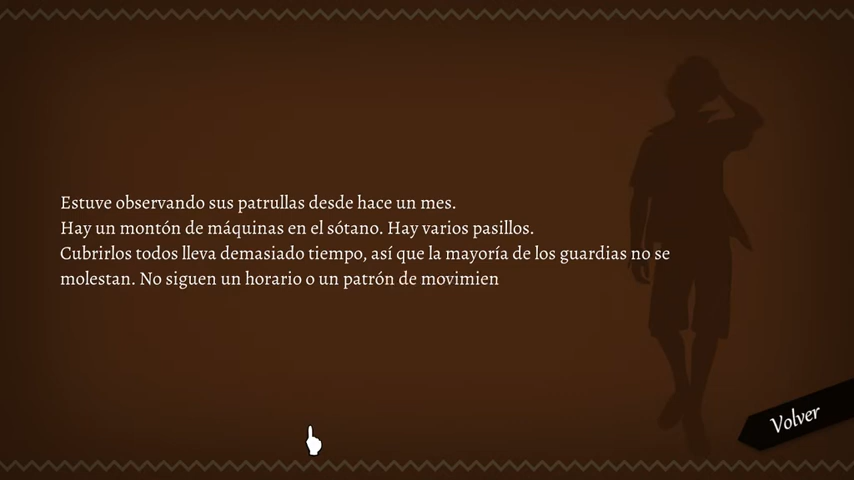 Estuve observando sus patrullas desde hace un mes.
Hay un montón de máquinas en el sótano. Hay varios pasillos.
Cubrirlos todos lleva demasiado tiempo, así que la mayoría de los guardias no se
molestan. No siguen un horario o un patrón de movimien
Volver